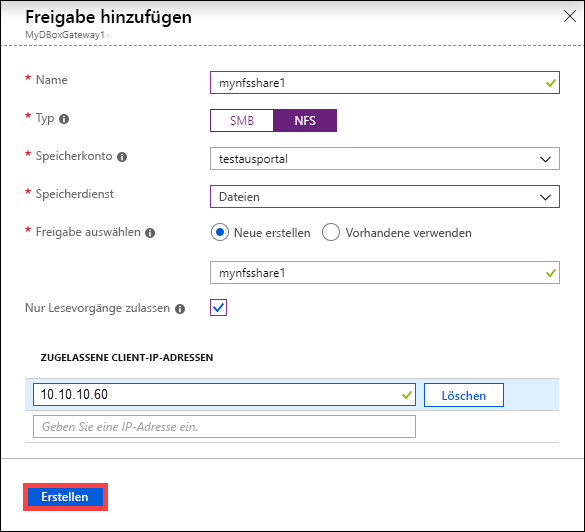 Freigabe hinzufügen
MyDBoxGateway1
* Name
mynfsshare1
* Typ
SMB NFS
* Speicherkonto
testausportal
* Speicherdienst
Dateien
* Freigabe auswählen
Neue erstellen Vorhandene verwenden
mynfsshare1
Nur Lesevorgänge zulassen
ZUGELASSENE CLIENT-IP-ADRESSEN
10.10.10.60 Löschen
Geben Sie eine IP-Adresse ein.
Erstellen